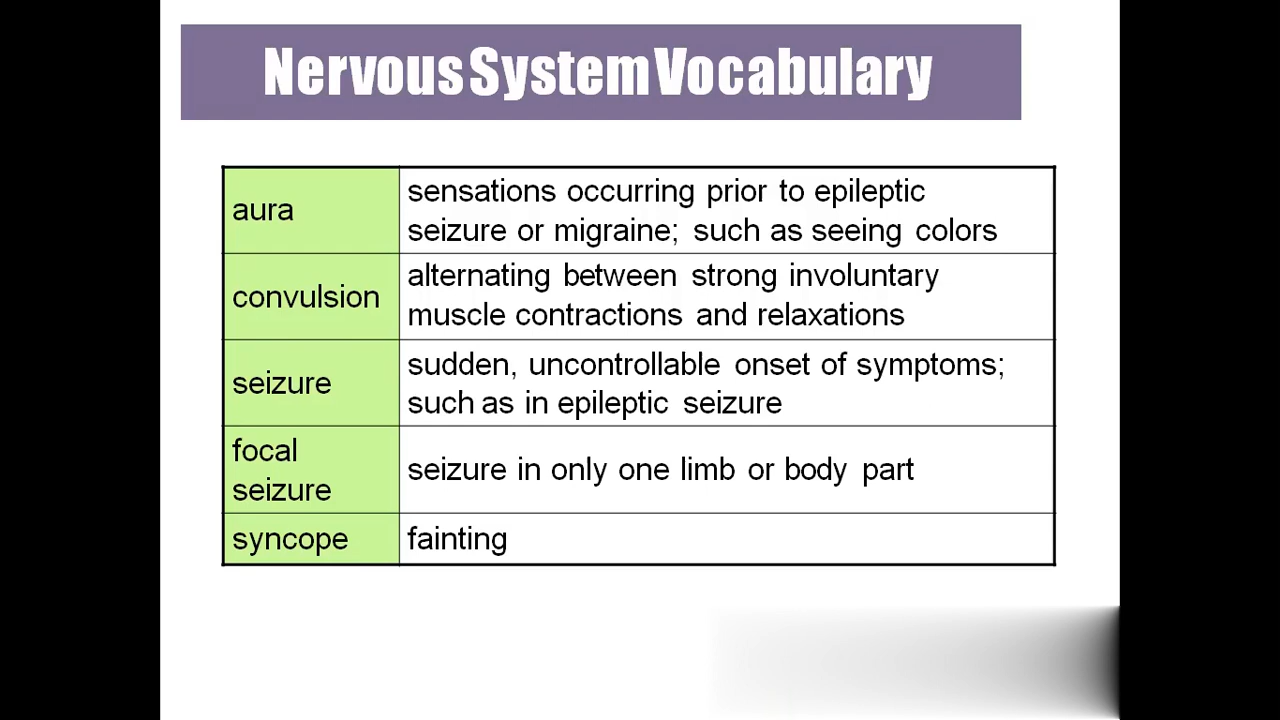 Nervous System Vocabulary
aura
sensations occurring prior to epileptic
seizure or migraine; such as seeing colors
convulsion
alternating between strong involuntary
muscle contractions and relaxations
seizure
sudden, uncontrollable onset of symptoms;
such as in epileptic seizure
focal
seizure
seizure in only one limb or body part
syncope
fainting